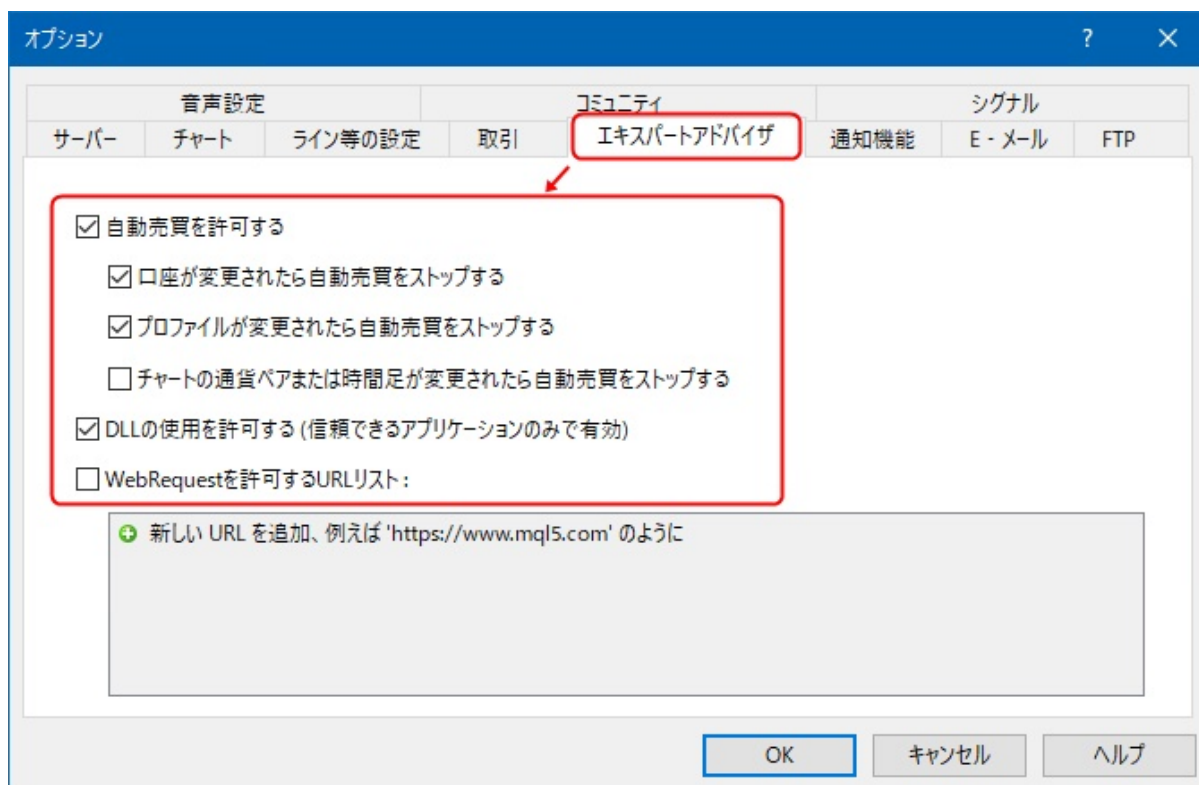 オプション
音声設定 コミュニティ シグナル
サーバー チャート ライン等の設定 取引 エキスパートアドバイザ 通知機能 E - メール FTP
自動売買を許可する
口座が変更されたら自動売買をストップする
プロファイルが変更されたら自動売買をストップする
チャートの通貨ペアまたは時間足が変更されたら自動売買をストップする
DLLの使用を許可する (信頼できるアプリケーションのみで有効)
WebRequestを許可するURLリスト:
新しい URL を追加、例えば 'https://www.mql5.com' のように
OK キャンセル ヘルプ